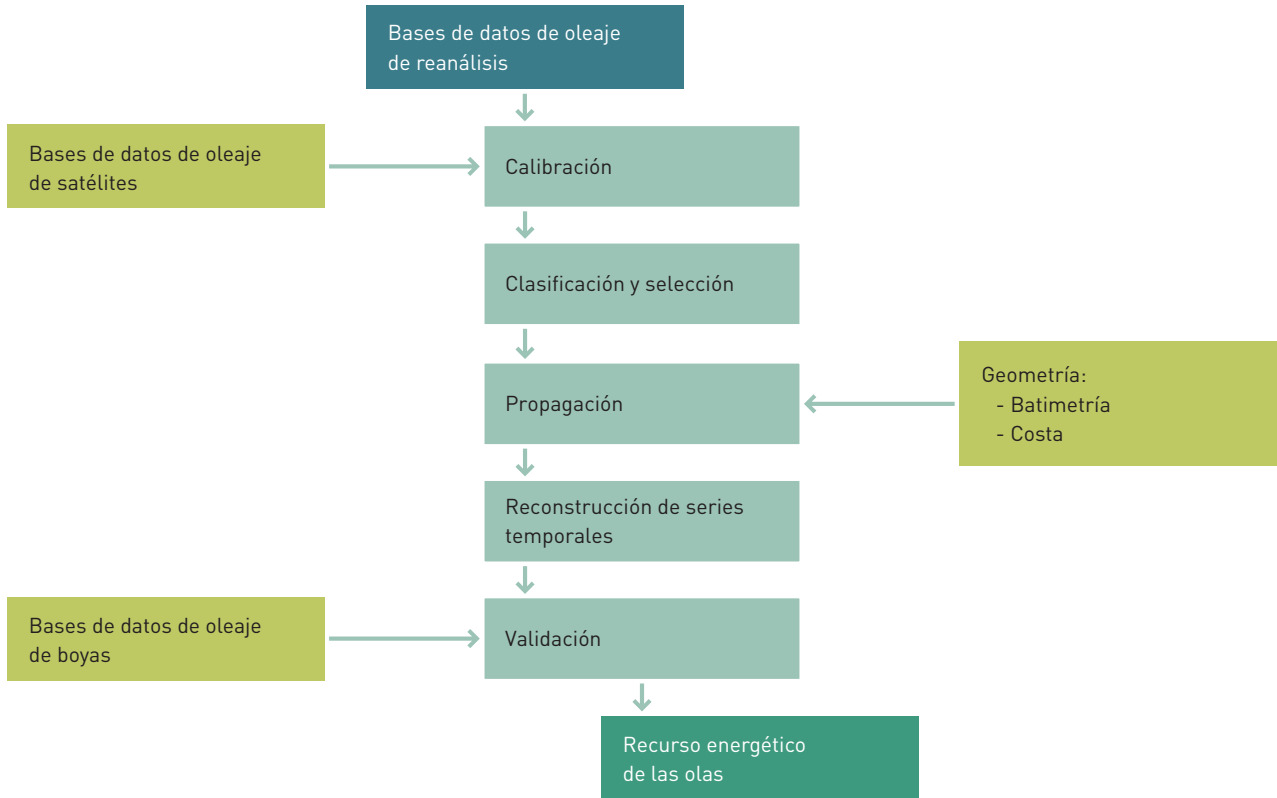 Bases de datos de oleaje
de reanálisis
Bases de datos de oleaje
de satélites
Calibración
Clasificación y selección
Propagación
Geometría:
- Batimetría
- Costa
Reconstrucción de series
temporales
Bases de datos de oleaje
de boyas
Validación
Recurso energético
de las olas